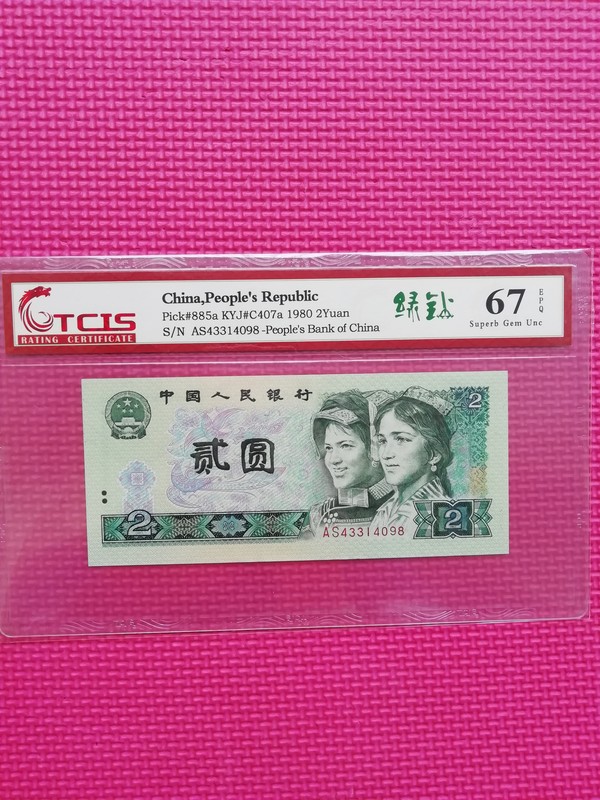 TCIS
RATING CERTIFICATE
China,People's Republic
Pick#885a KYJ#C407a 1980 2Yuan
S/N AS43314098-People's Bank of China
绿钻
67
EPQ
Superb Gem Unc
中国人民银行
2
贰圆
2
2
AS43314098